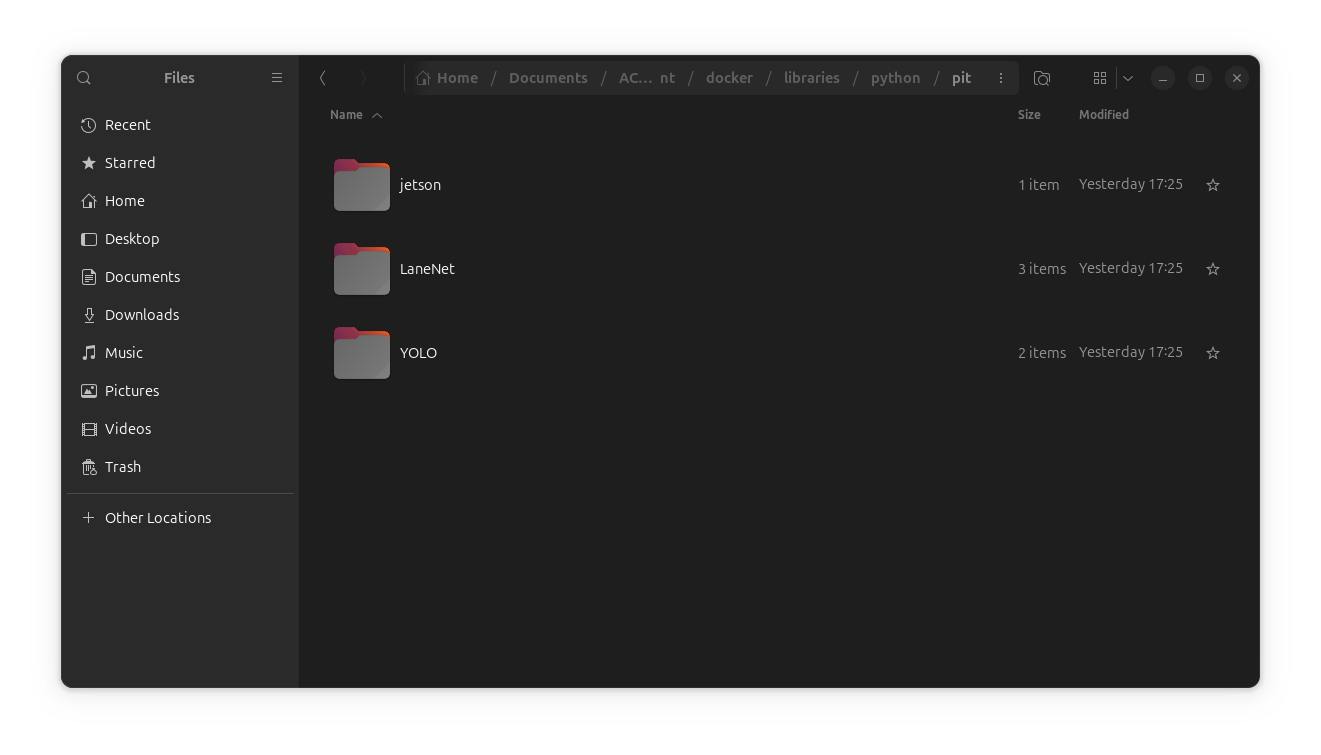 Files
Home / Documents / AC… nt / docker / libraries / python / pit
Name Size Modified
Recent
Starred
Home
Desktop
Documents
Downloads
Music
Pictures
Videos
Trash
Other Locations
jetson 1 item Yesterday 17:25
LaneNet 3 items Yesterday 17:25
YOLO 2 items Yesterday 17:25